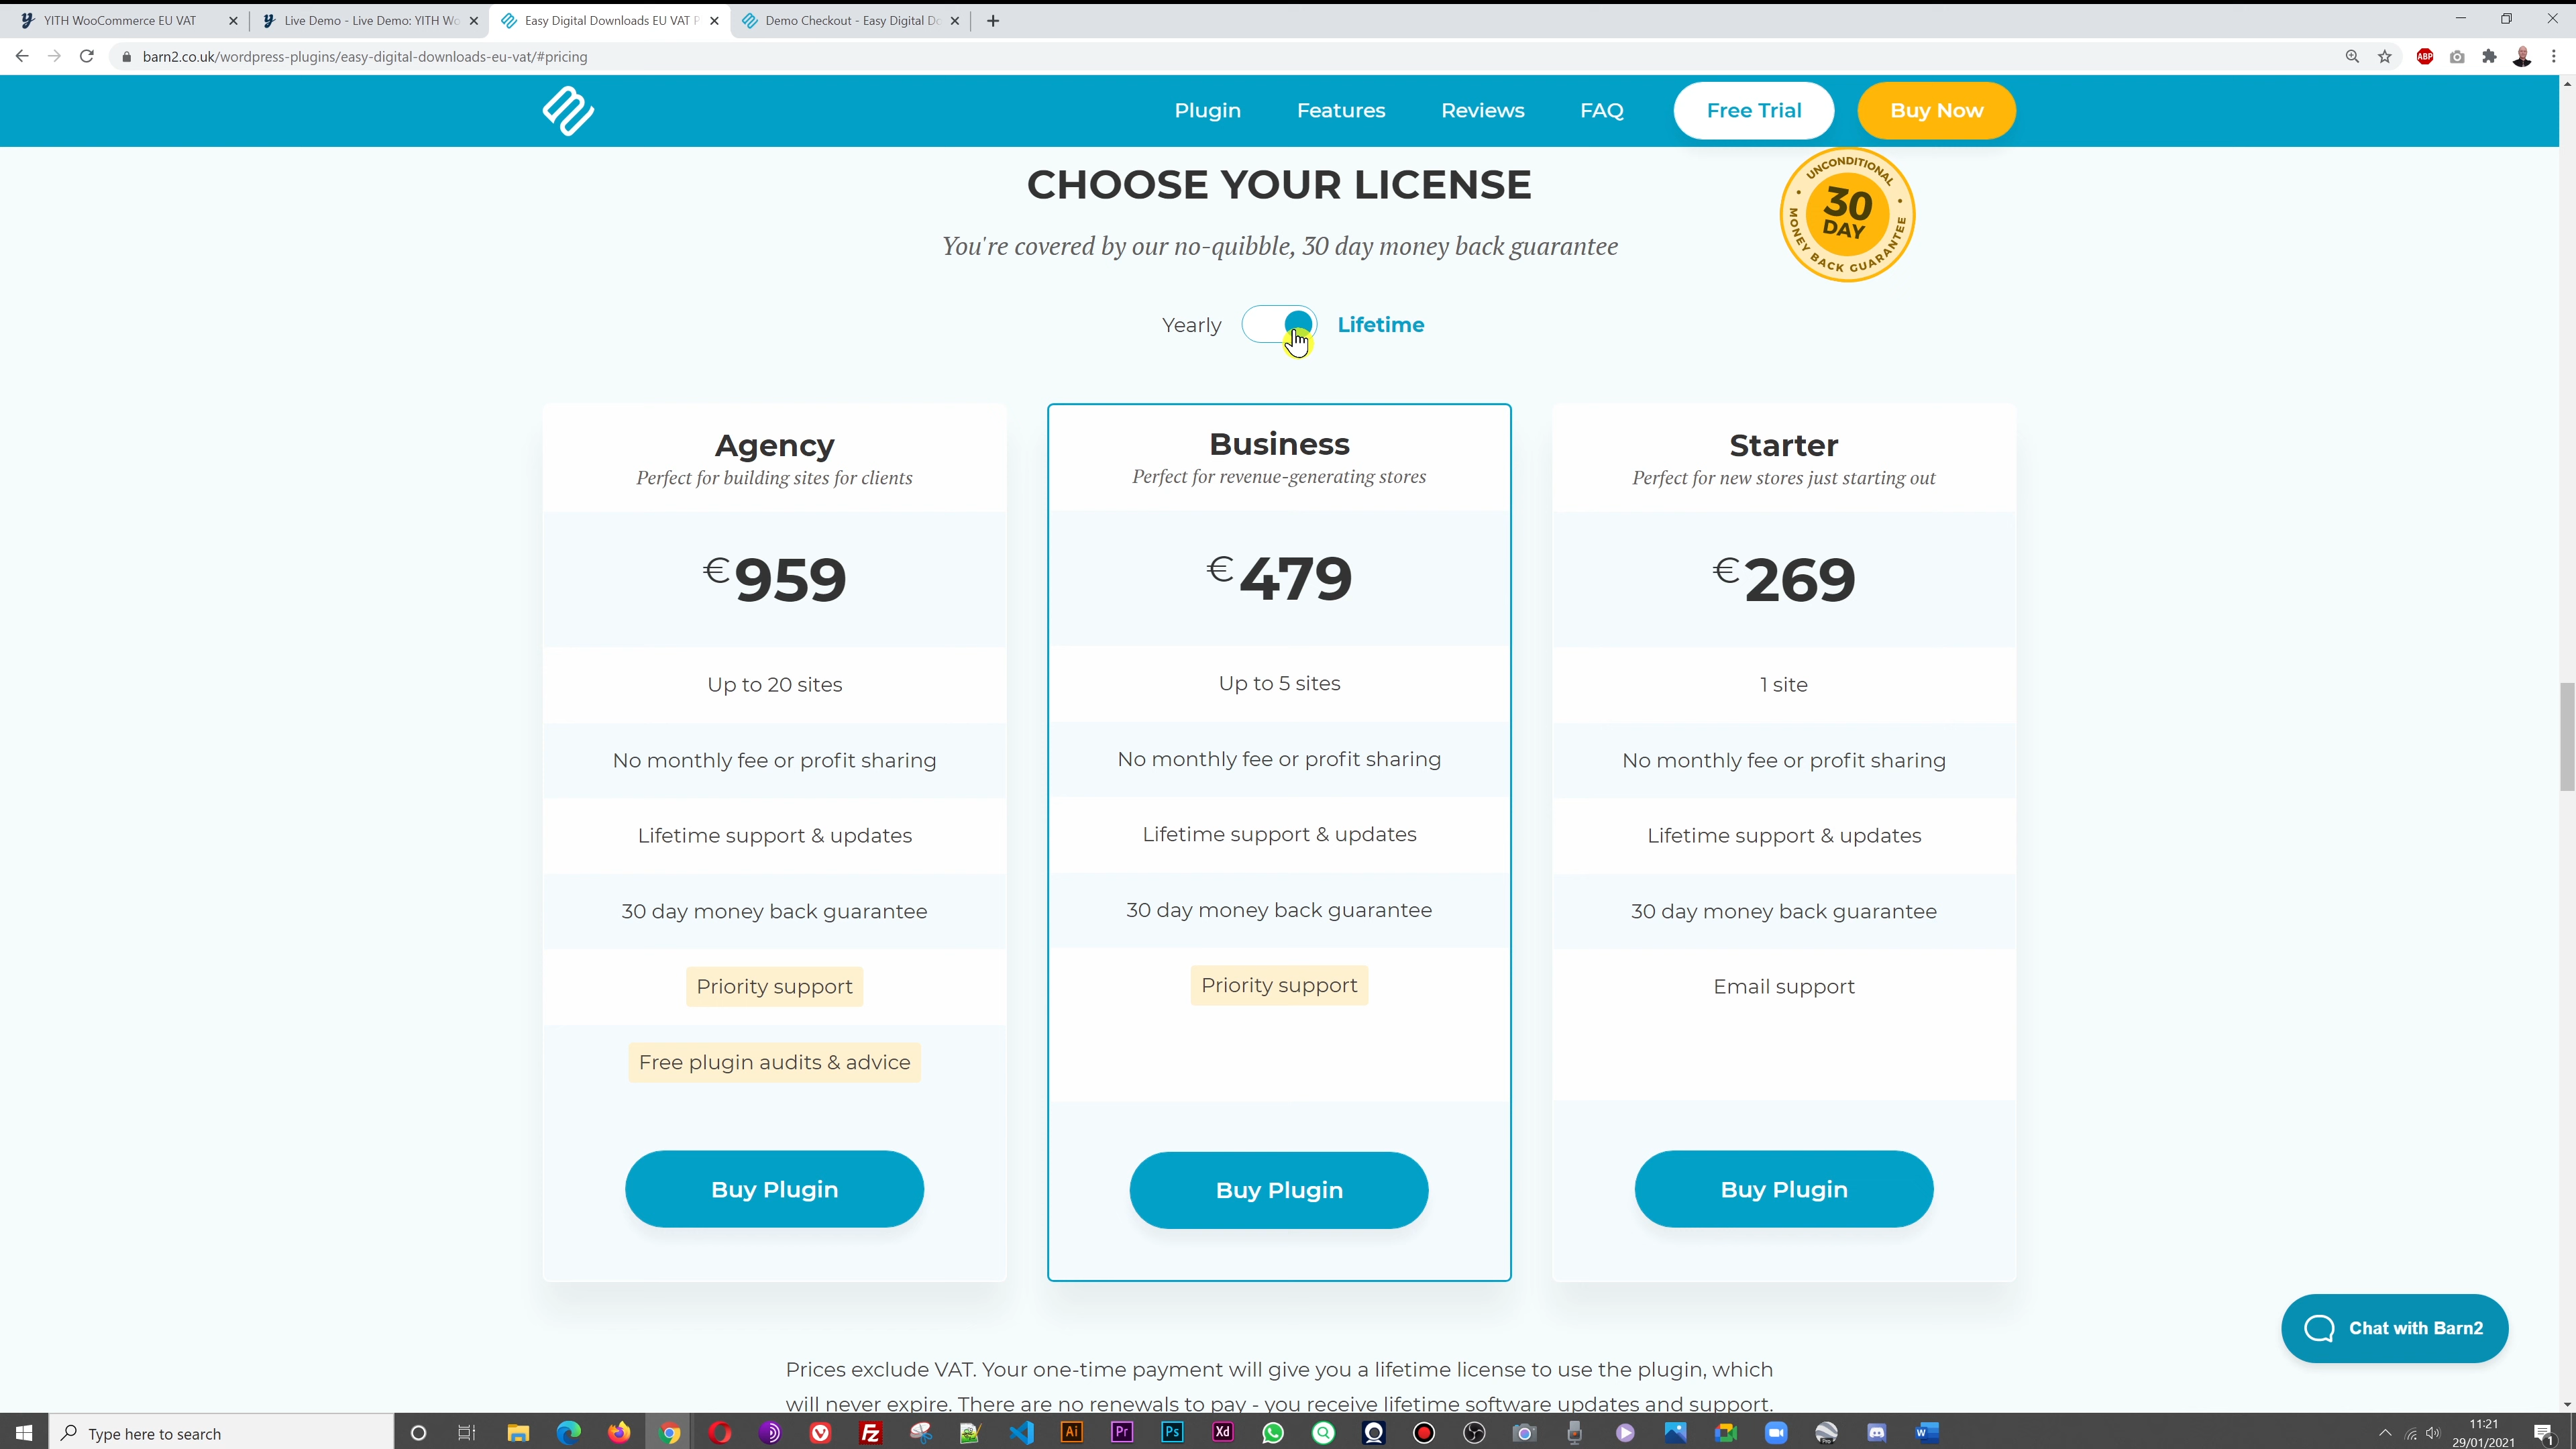 YITH WooCommerce EU VAT
Live Demo - Live Demo: YITH Wo
Easy Digital Downloads EU VAT P
Demo Checkout - Easy Digital Do
barn2.co.uk/wordpress-plugins/easy-digital-downloads-eu-vat/#pricing
ABP
Plugin
Features
Reviews
FAQ
Free Trial
Buy Now
CHOOSE YOUR LICENSE
You're covered by our no-quibble, 30 day money back guarantee
UNCONDITIONAL
30
DAY
MONEY BACK GUARANTEE
Yearly
Lifetime
Agency
Perfect for building sites for clients
€959
Up to 20 sites
No monthly fee or profit sharing
Lifetime support & updates
30 day money back guarantee
Priority support
Free plugin audits & advice
Buy Plugin
Business
Perfect for revenue-generating stores
€479
Up to 5 sites
No monthly fee or profit sharing
Lifetime support & updates
30 day money back guarantee
Priority support
Buy Plugin
Starter
Perfect for new stores just starting out
€269
1 site
No monthly fee or profit sharing
Lifetime support & updates
30 day money back guarantee
Email support
Buy Plugin
Chat with Barn2
Prices exclude VAT. Your one-time payment will give you a lifetime license to use the plugin, which
will never expire. There are no renewals to pay - you receive lifetime software updates and support.
Type here to search
Fz
Ai
Pr
Ps
Xd
W
11:21
29/01/2021
1